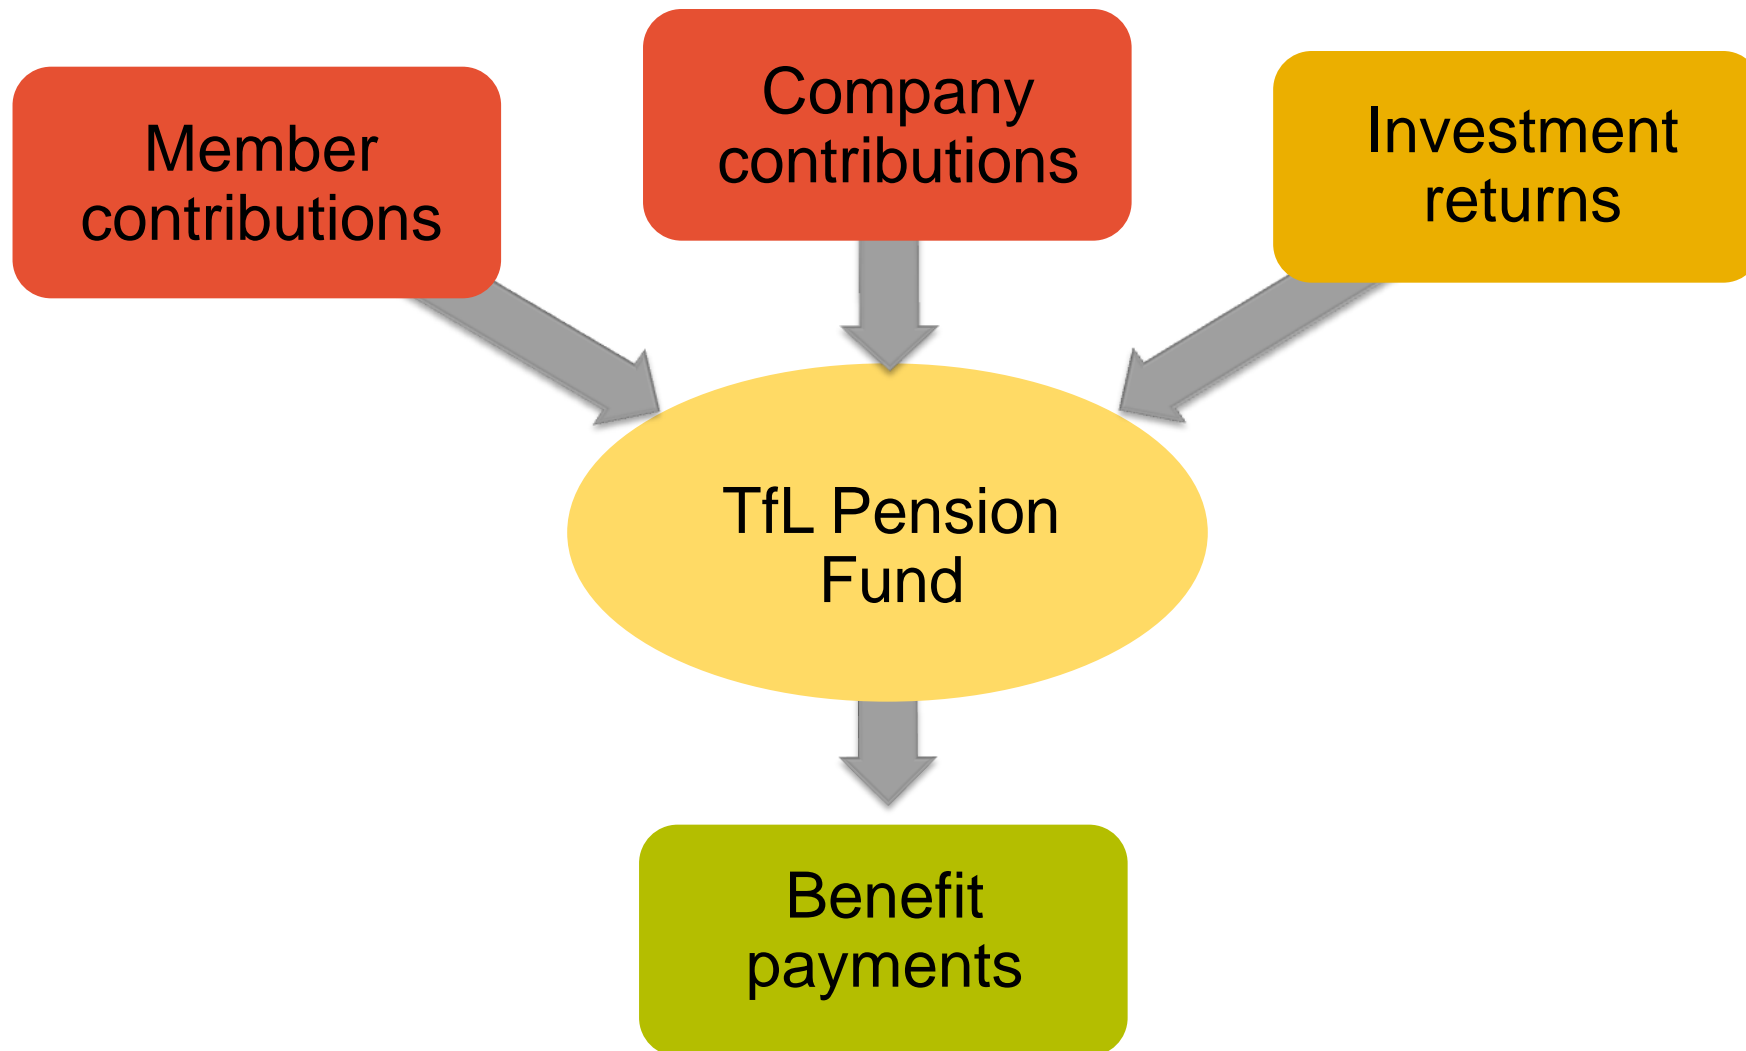 Member
contributions
Company
contributions
Investment
returns
TfL Pension
Fund
Benefit
payments